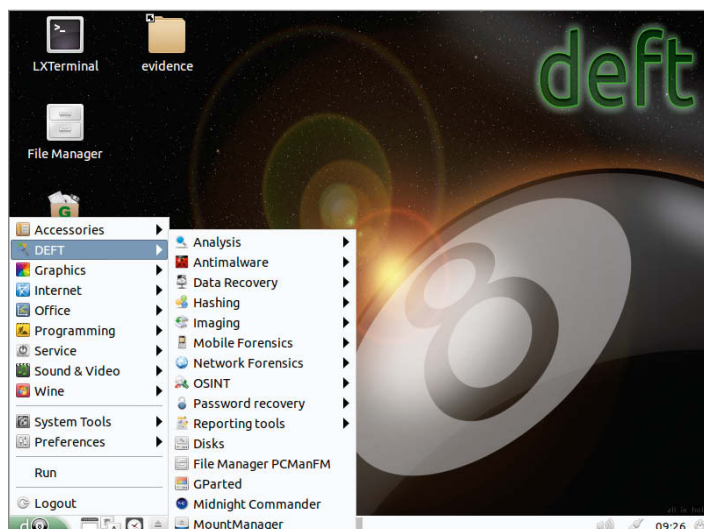 LXTerminal
evidence
deft
File Manager
Accessories
DEFT
Graphics
Internet
Office
Programming
Service
Sound & Video
Wine
System Tools
Preferences
Run
Logout
Analysis
Antimalware
Data Recovery
Hashing
Imaging
Mobile Forensics
Network Forensics
OSINT
Password recovery
Reporting tools
Disks
File Manager PCManFM
GParted
Midnight Commander
MountManager
8
09:26